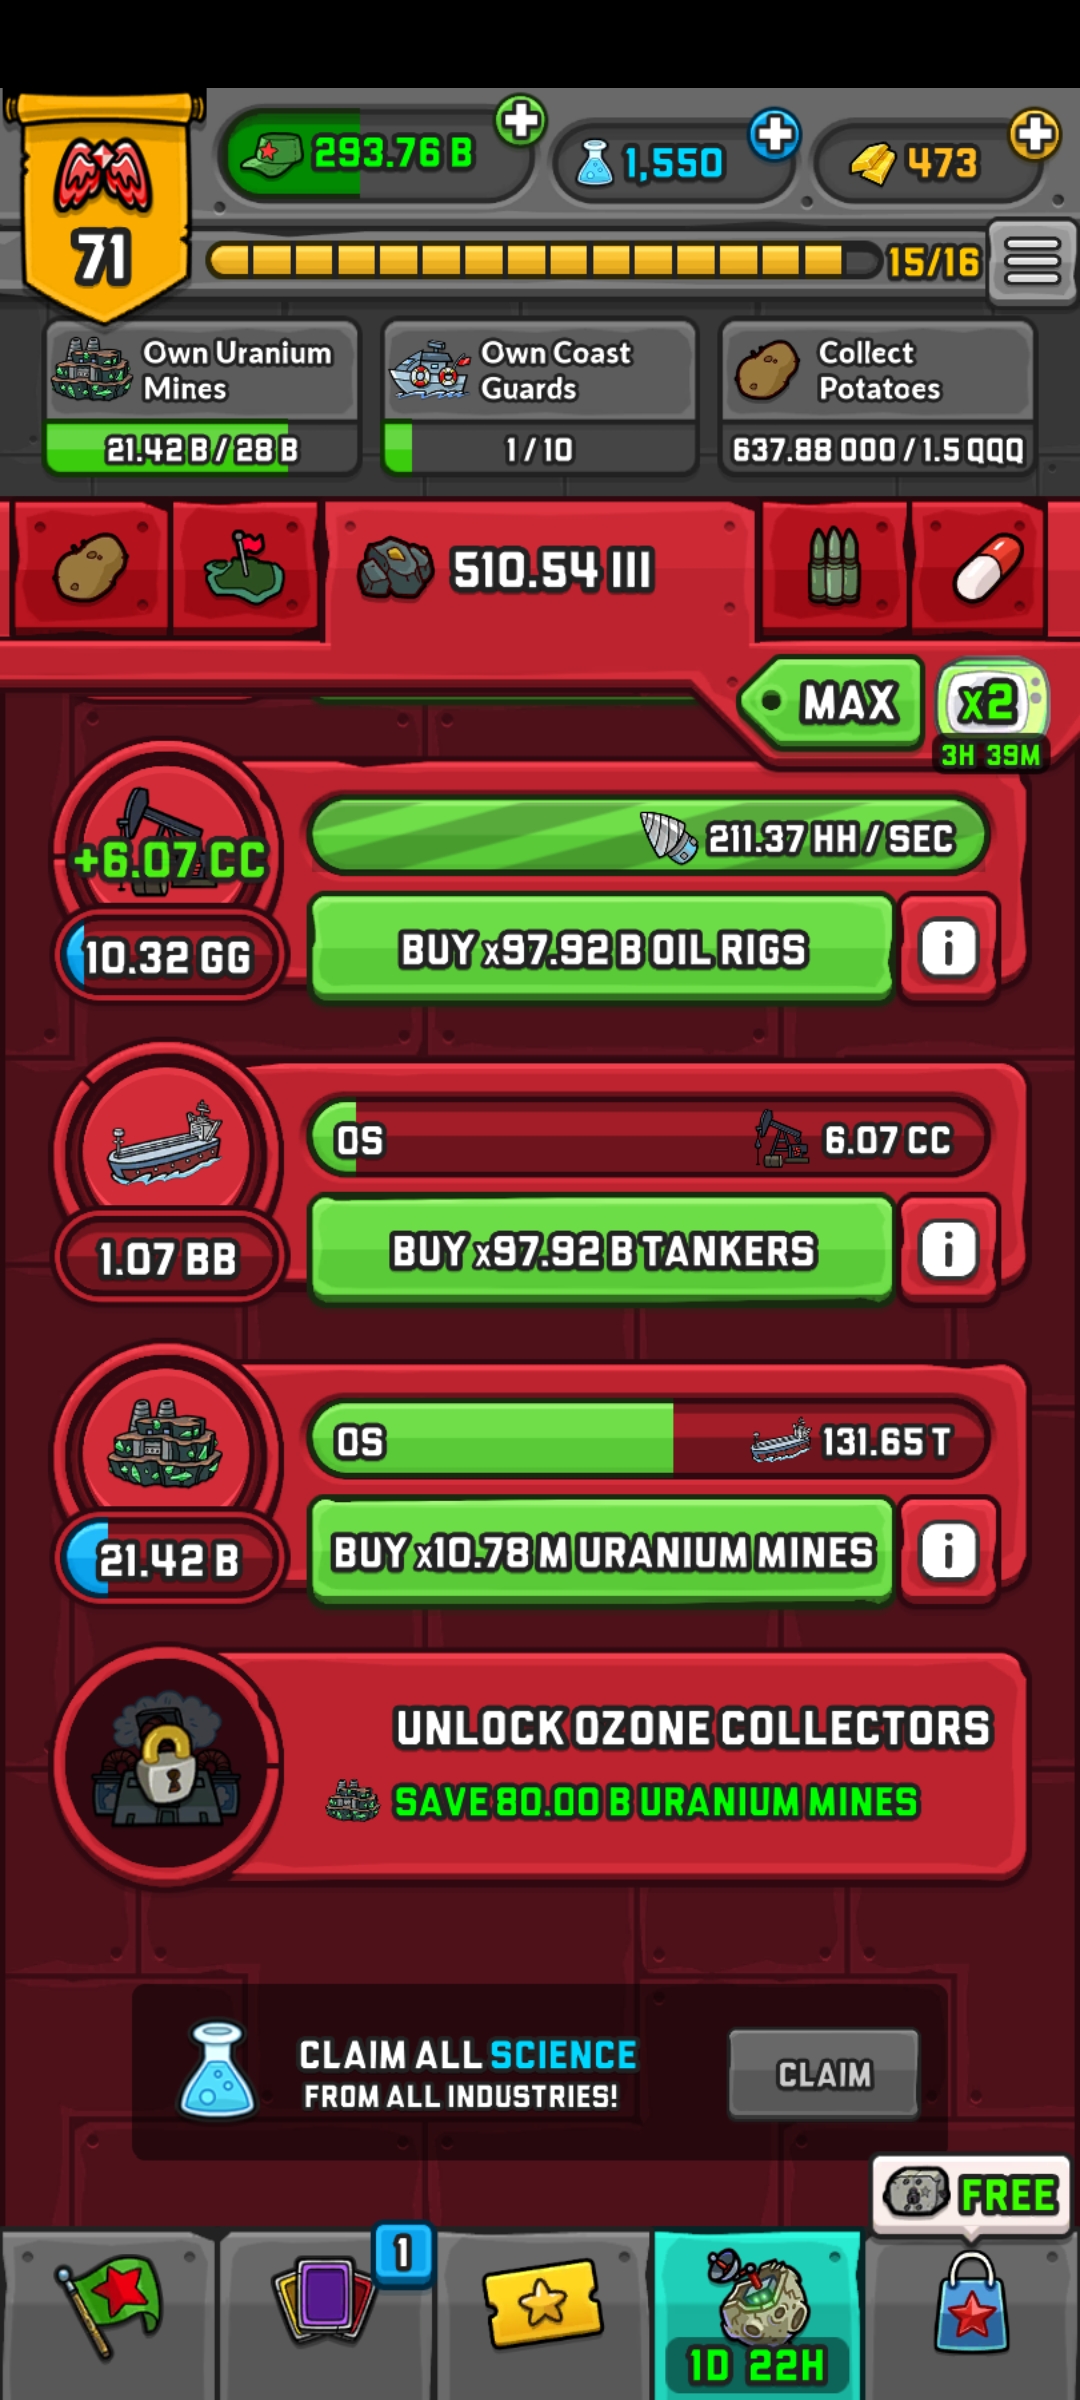 293.76 B
1,550
473
71
15/16
Own Uranium
Mines
21.42 B / 28 B
Own Coast
Guards
1 / 10
Collect
Potatoes
637.88 OOO / 1.5 QQQ
510.54 III
MAX
x2
3H 39M
+6.07 CC
211.37 HH / SEC
10.32 GG
BUY x97.92 B OIL RIGS
i
0S
6.07 CC
1.07 BB
BUY x97.92 B TANKERS
i
0S
131.65 T
21.42 B
BUY x10.78 M URANIUM MINES
i
UNLOCK OZONE COLLECTORS
SAVE 80.00 B URANIUM MINES
CLAIM ALL SCIENCE
FROM ALL INDUSTRIES!
CLAIM
FREE
1
1D 22H